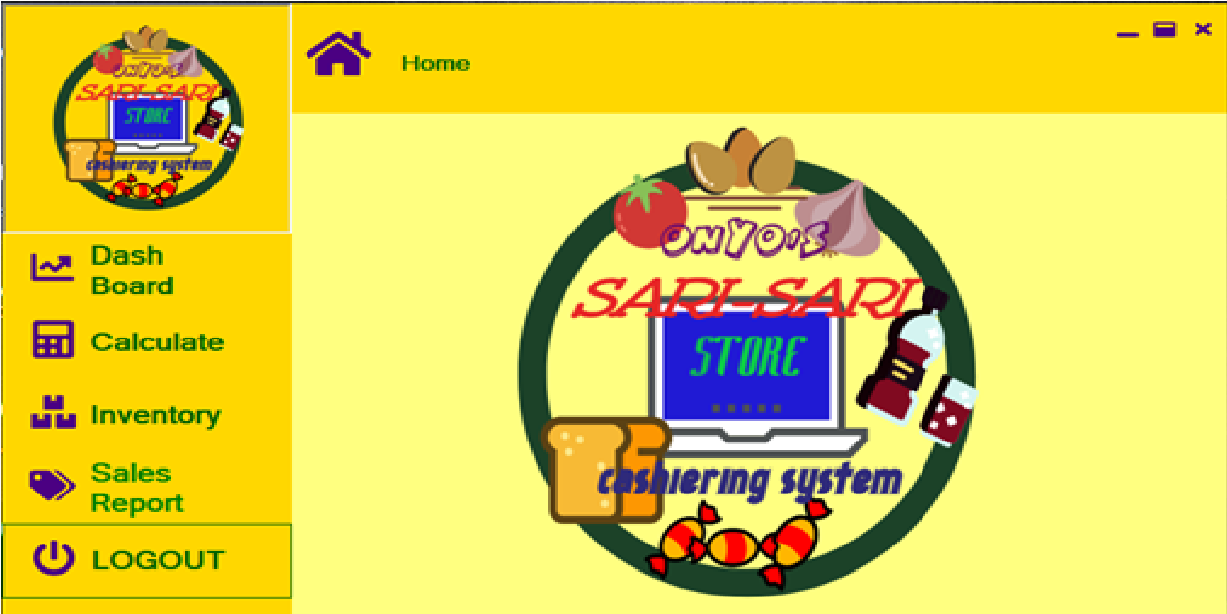 ONYO'S
SARI-SARI
STORE
cashiering system
Home
Dash
Board
Calculate
Inventory
Sales
Report
LOGOUT
ONYO'S
SARI-SARI
STORE
cashiering system